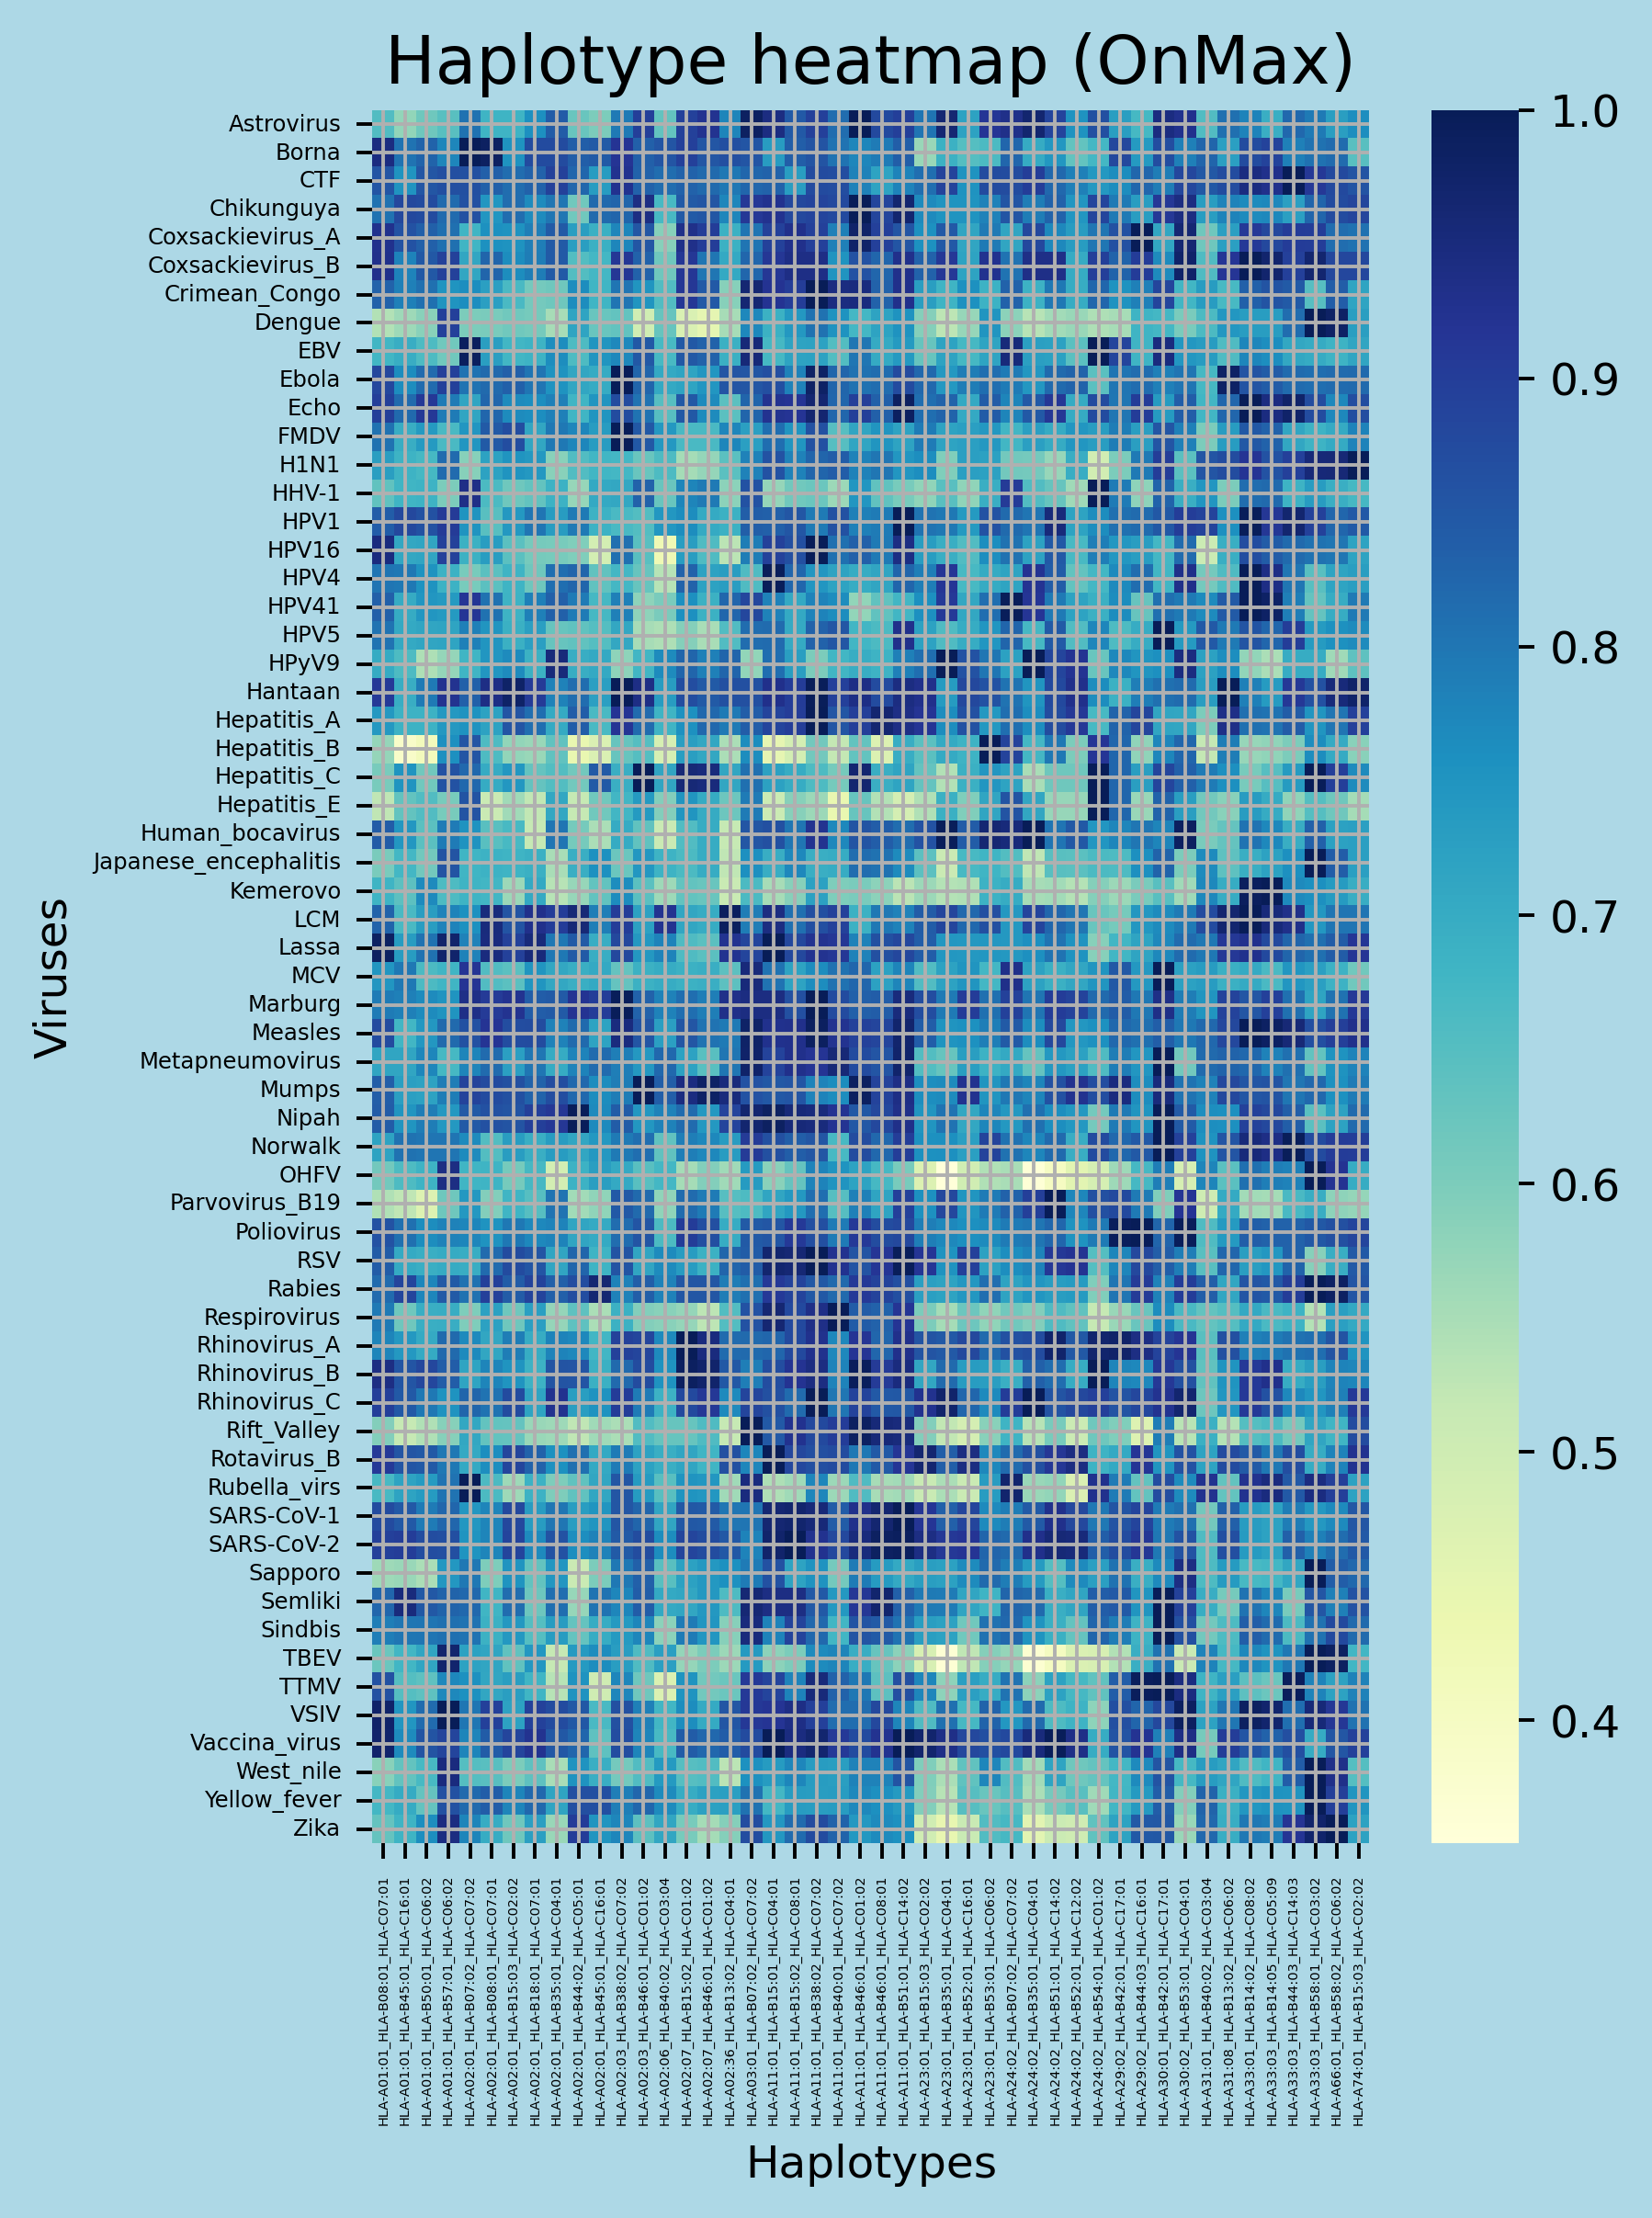 Haplotype heatmap (OnMax)
Astrovirus
Borna
CTF
Chikunguya
Coxsackievirus_A
Coxsackievirus_B
Crimean_Congo
Dengue
EBV
Ebola
Echo
FMDV
H1N1
HHV-1
HPV1
HPV16
HPV4
HPV41
HPV5
HPyV9
Hantaan
Hepatitis_A
Hepatitis_B
Hepatitis_C
Hepatitis_E
Human_bocavirus
Japanese_encephalitis
Kemerovo
LCM
Lassa
MCV
Marburg
Measles
Metapneumovirus
Mumps
Nipah
Norwalk
OHFV
Parvovirus_B19
Poliovirus
RSV
Rabies
Respirovirus
Rhinovirus_A
Rhinovirus_B
Rhinovirus_C
Rift_Valley
Rotavirus_B
Rubella_virs
SARS-CoV-1
SARS-CoV-2
Sapporo
Semliki
Sindbis
TBEV
TTMV
VSIV
Vaccina_virus
West_nile
Yellow_fever
Zika
Viruses
HLA-A01:01_HLA-B08:01_HLA-C07:01
HLA-A01:01_HLA-B45:01_HLA-C16:01
HLA-A01:01_HLA-B50:01_HLA-C06:02
HLA-A01:01_HLA-B57:01_HLA-C06:02
HLA-A02:01_HLA-B07:02_HLA-C07:02
HLA-A02:01_HLA-B08:01_HLA-C07:01
HLA-A02:01_HLA-B15:03_HLA-C02:02
HLA-A02:01_HLA-B18:01_HLA-C07:01
HLA-A02:01_HLA-B35:01_HLA-C04:01
HLA-A02:01_HLA-B44:02_HLA-C05:01
HLA-A02:01_HLA-B45:01_HLA-C16:01
HLA-A02:03_HLA-B38:02_HLA-C07:02
HLA-A02:03_HLA-B46:01_HLA-C01:02
HLA-A02:06_HLA-B40:02_HLA-C03:04
HLA-A02:07_HLA-B15:02_HLA-C01:02
HLA-A02:07_HLA-B46:01_HLA-C01:02
HLA-A02:36_HLA-B13:02_HLA-C04:01
HLA-A03:01_HLA-B07:02_HLA-C07:02
HLA-A11:01_HLA-B15:01_HLA-C04:01
HLA-A11:01_HLA-B15:02_HLA-C08:01
HLA-A11:01_HLA-B38:02_HLA-C07:02
HLA-A11:01_HLA-B40:01_HLA-C07:02
HLA-A11:01_HLA-B46:01_HLA-C01:02
HLA-A11:01_HLA-B46:01_HLA-C08:01
HLA-A11:01_HLA-B51:01_HLA-C14:02
HLA-A23:01_HLA-B15:03_HLA-C02:02
HLA-A23:01_HLA-B35:01_HLA-C04:01
HLA-A23:01_HLA-B52:01_HLA-C16:01
HLA-A23:01_HLA-B53:01_HLA-C06:02
HLA-A24:02_HLA-B07:02_HLA-C07:02
HLA-A24:02_HLA-B35:01_HLA-C04:01
HLA-A24:02_HLA-B51:01_HLA-C14:02
HLA-A24:02_HLA-B52:01_HLA-C12:02
HLA-A24:02_HLA-B54:01_HLA-C01:02
HLA-A29:02_HLA-B42:01_HLA-C17:01
HLA-A29:02_HLA-B44:03_HLA-C16:01
HLA-A30:01_HLA-B42:01_HLA-C17:01
HLA-A30:02_HLA-B53:01_HLA-C04:01
HLA-A31:01_HLA-B40:02_HLA-C03:04
HLA-A31:08_HLA-B13:02_HLA-C06:02
HLA-A33:01_HLA-B14:02_HLA-C08:02
HLA-A33:03_HLA-B14:05_HLA-C05:09
HLA-A33:03_HLA-B44:03_HLA-C14:03
HLA-A33:03_HLA-B58:01_HLA-C03:02
HLA-A66:01_HLA-B58:02_HLA-C06:02
HLA-A74:01_HLA-B15:03_HLA-C02:02
Haplotypes
1.0
0.9
0.8
0.7
0.6
0.5
0.4